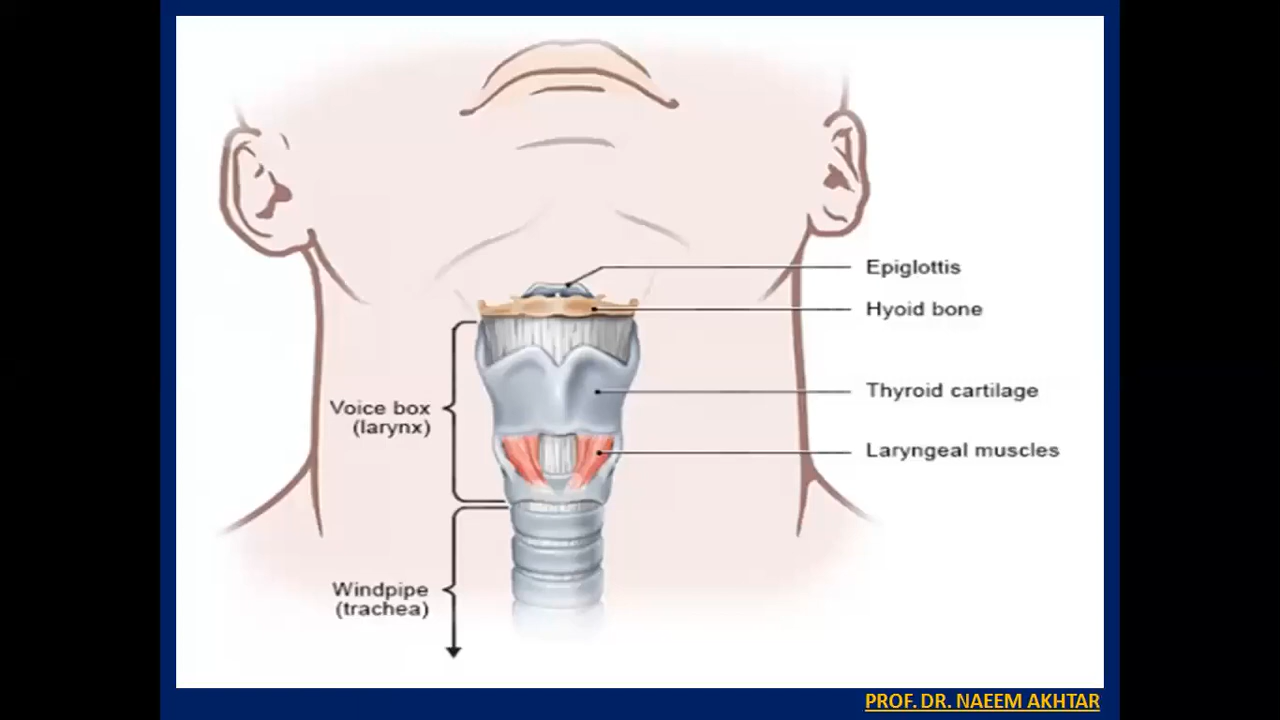 Epiglottis
Hyoid bone
Thyroid cartilage
Voice box
(larynx)
Laryngeal muscles
Windpipe
(trachea)
PROF. DR. NAEEM AKHTAR